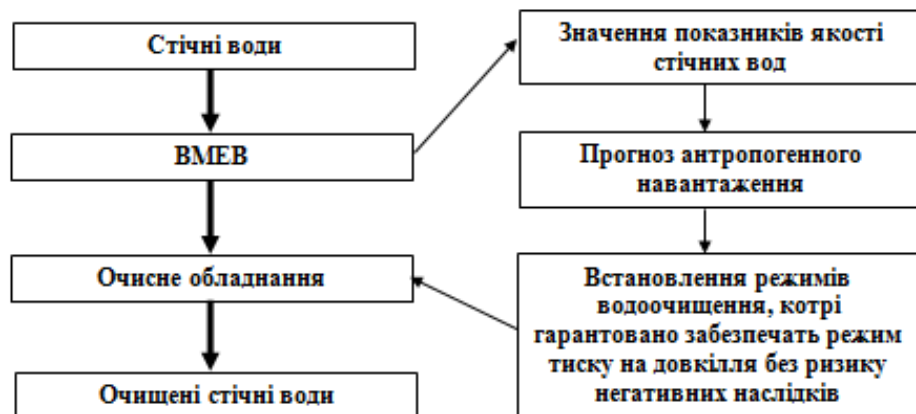 Стічні води
ВМЕВ
Очисне обладнання
Очищені стічні води
Значення показників якості
стічних вод
Прогноз антропогенного
навантаження
Встановлення режимів
водоочищення, котрі
гарантовано забезпечать режим
тиску на довкілля без ризику
негативних наслідків